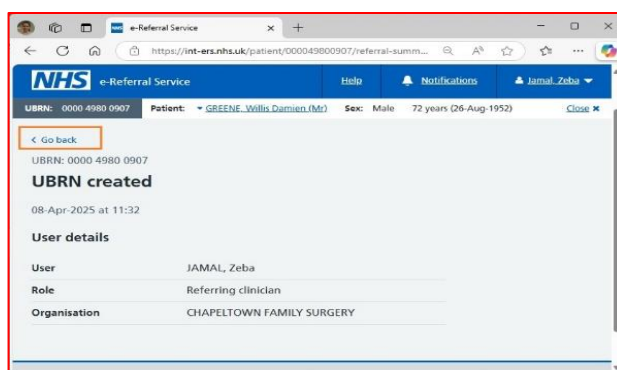 e-Referral Service
https://int-ers.nhs.uk/patient/000049800907/referral-summ...
NHS e-Referral Service Help Notifications Jamal, Zeba
UBRN: 0000 4980 0907 Patient: GREENE, Willis Damien (Mr) Sex: Male 72 years (26-Aug-1952) Close
Go back
UBRN: 0000 4980 0907
UBRN created
08-Apr-2025 at 11:32
User details
User JAMAL, Zeba
Role Referring clinician
Organisation CHAPELTOWN FAMILY SURGERY